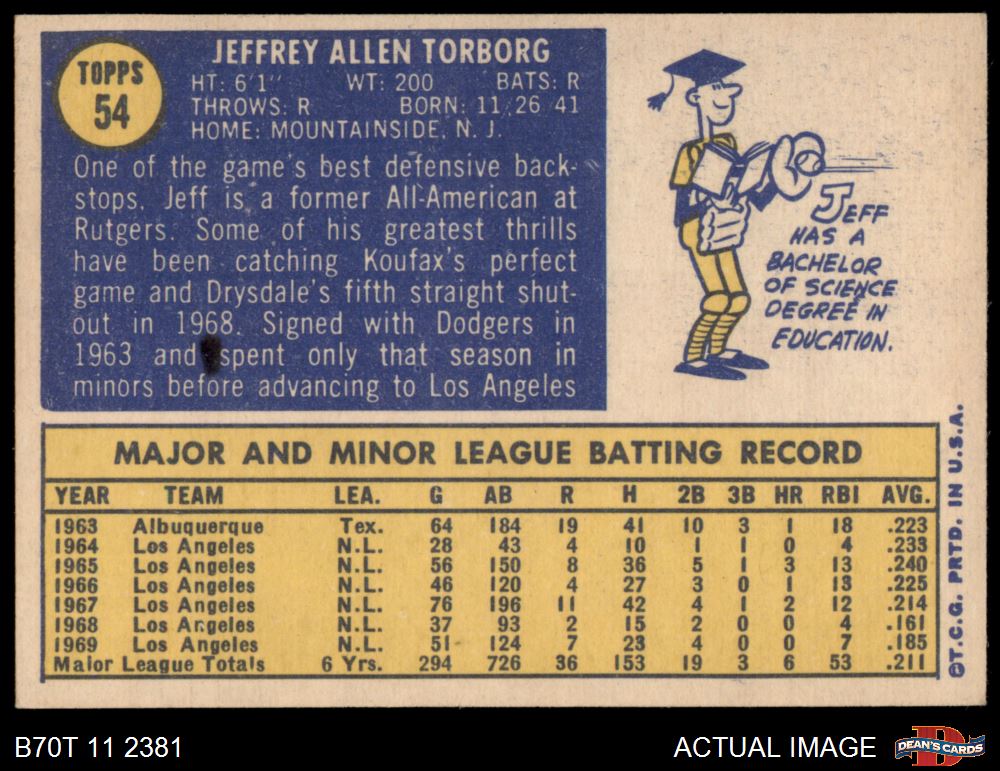 TOPPS
54
JEFFREY ALLEN TORBORG
HT: 6'1" WT: 200 BATS: R
THROWS: R BORN: 11, 26 41
HOME: MOUNTAINSIDE, N. J.
One of the game's best defensive back-
stops, Jeff is a former All-American at
Rutgers. Some of his greatest thrills
have been catching Koufax's perfect
game and Drysdale's fifth straight shut-
out in 1968. Signed with Dodgers in
1963 and spent only that season in
minors before advancing to Los Angeles
JEFF
HAS A
BACHELOR
OF SCIENCE
DEGREE IN
EDUCATION.
MAJOR AND MINOR LEAGUE BATTING RECORD
YEAR TEAM LEA. G AB R H 2B 3B HR RBI AVG.
1963 Albuquerque Tex. 64 184 19 41 10 3 1 18 .223
1964 Los Angeles N.L. 28 43 4 10 1 1 0 4 .233
1965 Los Angeles N.L. 56 150 8 36 5 1 3 13 .240
1966 Los Angeles N.L. 46 120 4 27 3 0 1 13 .225
1967 Los Angeles N.L. 76 196 11 42 4 1 2 12 .214
1968 Los Angeles N.L. 37 93 2 15 2 0 0 4 .161
1969 Los Angeles N.L. 51 124 7 23 4 0 0 7 .185
Major League Totals 6 Yrs. 294 726 36 153 19 3 6 53 .211
©T.C.G. PRTD. IN U.S.A.
B70T 11 2381
ACTUAL IMAGE
DEAN'S CARDS